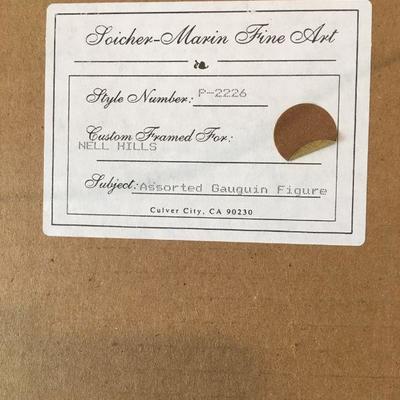 Soicher-Marin Fine Art
Style Number: P-2226
Custom Framed For:
NELL HILLS
Subject: Assorted Gauguin Figure
Culver City, CA 90230